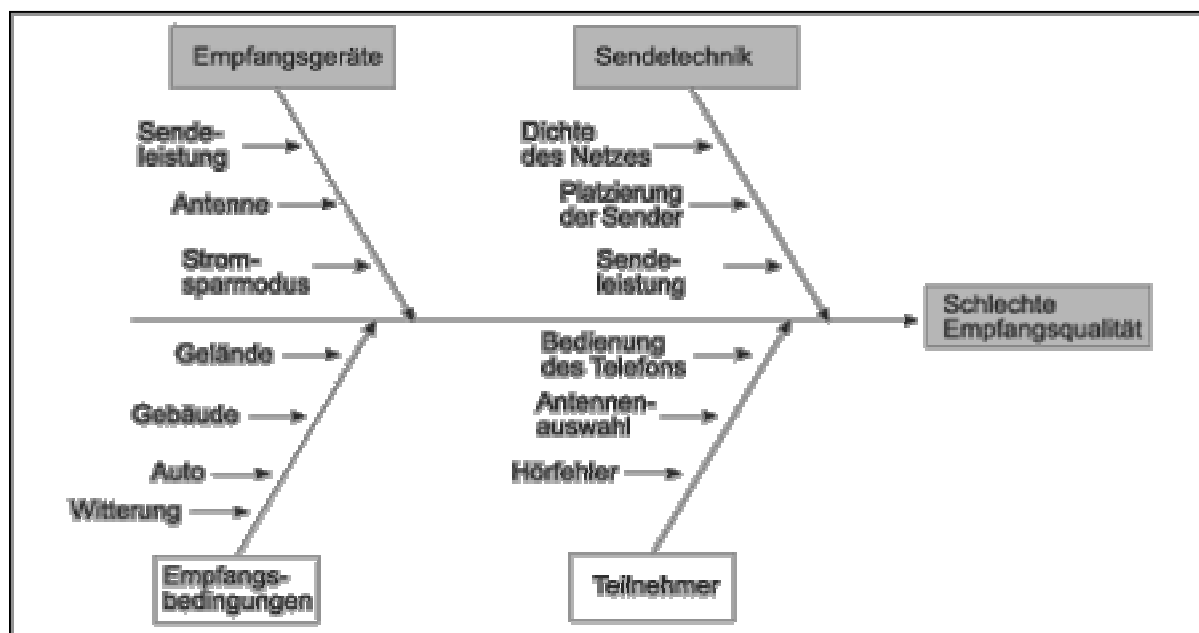 Empfangsgeräte
Sendetechnik
Sende-
leistung
Antenne
Strom-
sparmodus
Dichte
des Netzes
Platzierung
der Sender
Sende-
leistung
Schlechte
Empfangsqualität
Gelände
Gebäude
Auto
Witterung
Bedienung
des Telefons
Antennen-
auswahl
Hörfehler
Empfangs-
bedingungen
Teilnehmer